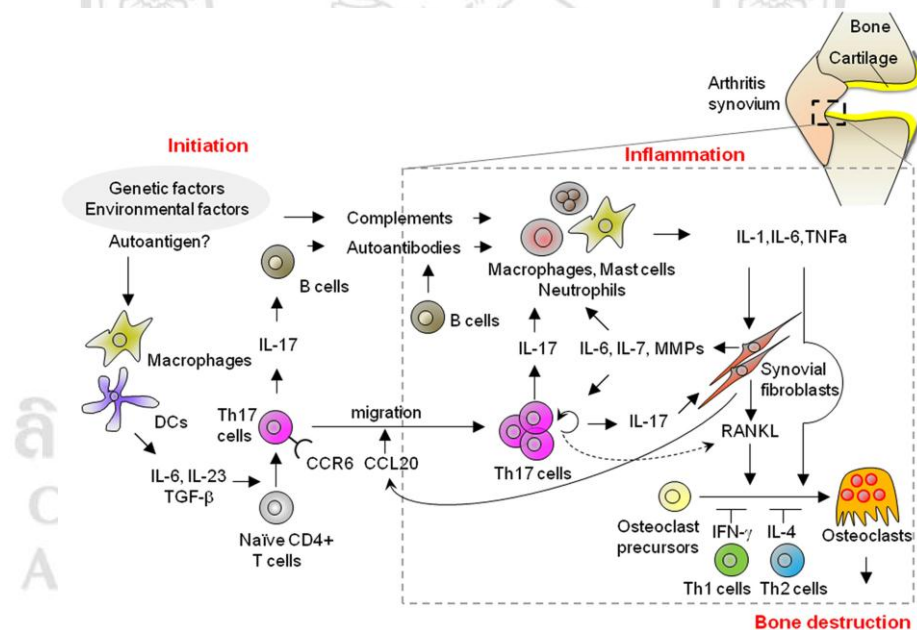 Bone
Cartilage
Arthritis
synovium
Initiation
Inflammation
Genetic factors
Environmental factors
Autoantigen?
Complements
Autoantibodies
IL-1,IL-6,TNFa
B cells
Macrophages, Mast cells
Neutrophils
B cells
Macrophages
IL-17
IL-17
IL-6, IL-7, MMPs
Synovial
fibroblasts
DCs
Th17
cells
migration
IL-17
RANKL
CCR6
CCL20
Th17 cells
IL-6, IL-23
TGF-β
Naïve CD4+
T cells
Osteoclast
precursors
IFN-γ
IL-4
Osteoclasts
Th1 cells
Th2 cells
Bone destruction